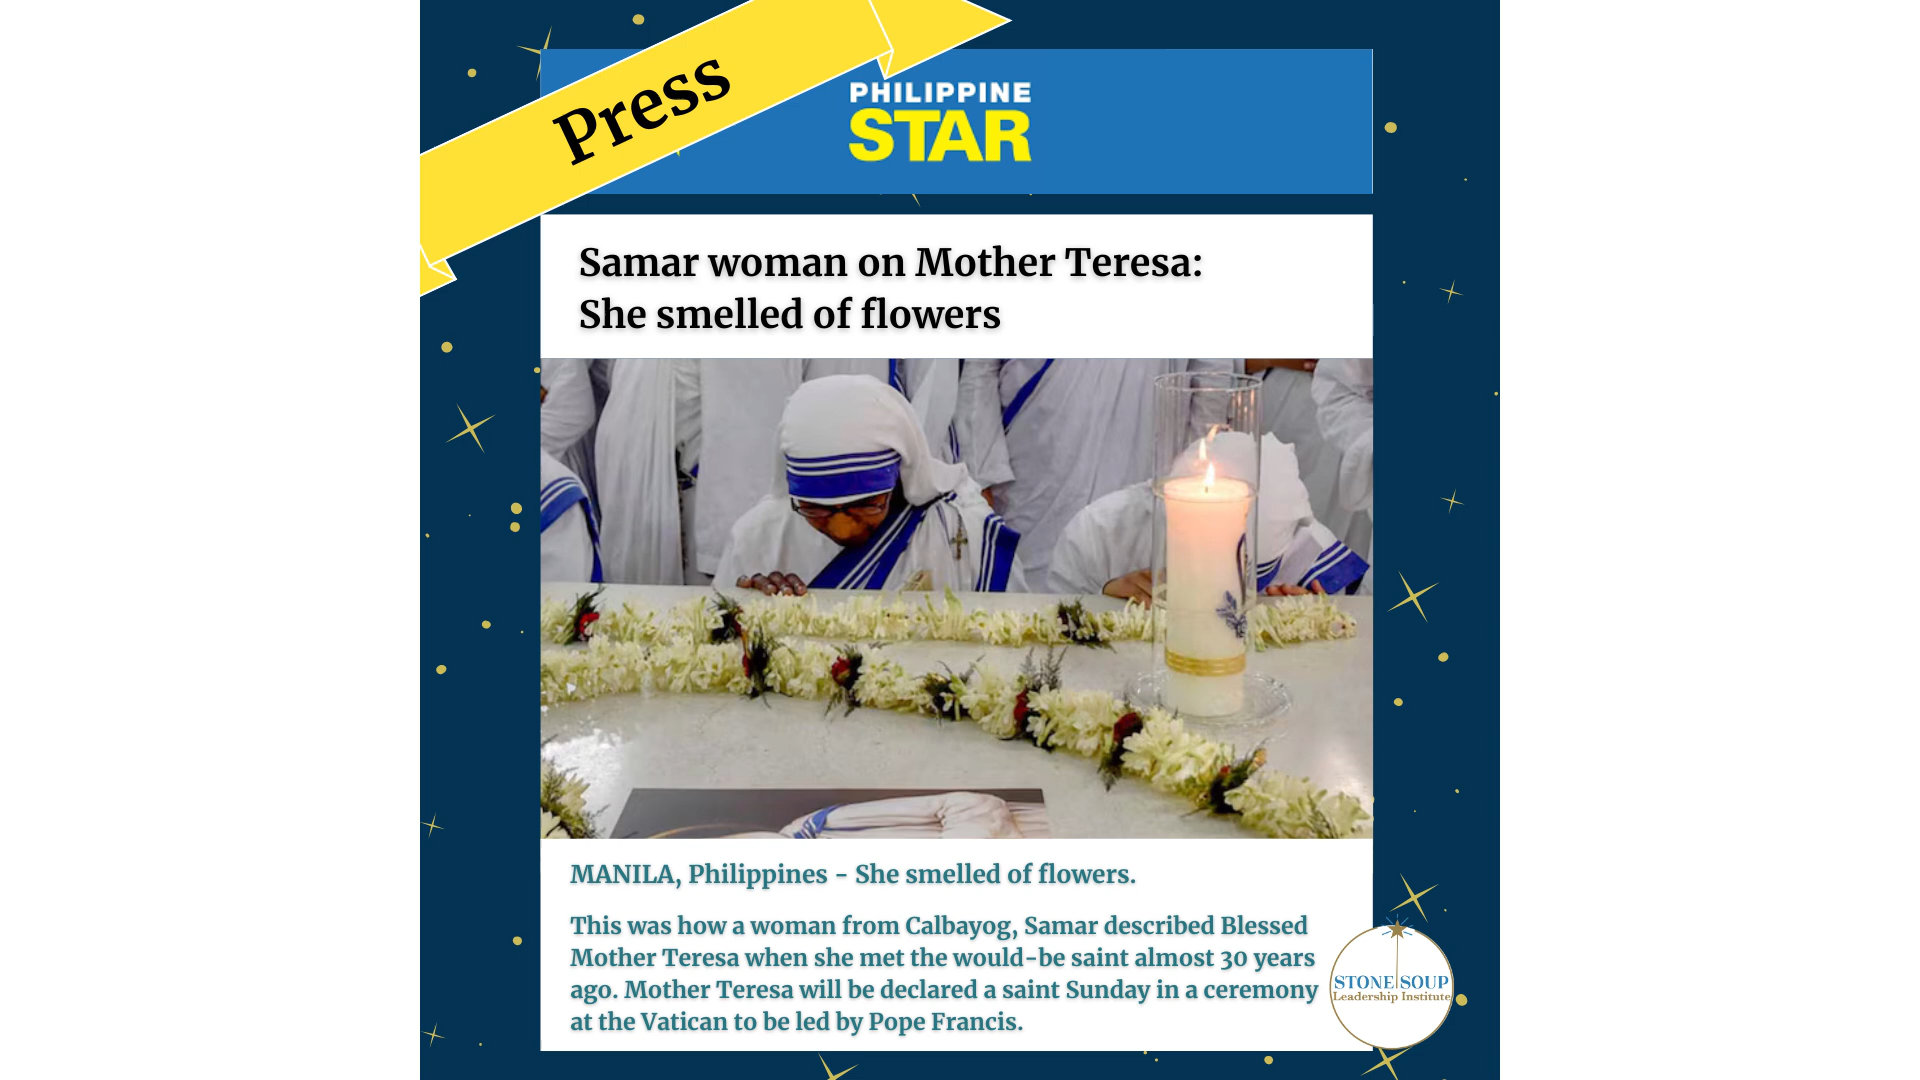 Press
PHILIPPINE
STAR
Samar woman on Mother Teresa:
She smelled of flowers
MANILA, Philippines - She smelled of flowers.
This was how a woman from Calbayog, Samar described Blessed
Mother Teresa when she met the would-be saint almost 30 years
ago. Mother Teresa will be declared a saint Sunday in a ceremony
at the Vatican to be led by Pope Francis.
STONE SOUP
Leadership Institute